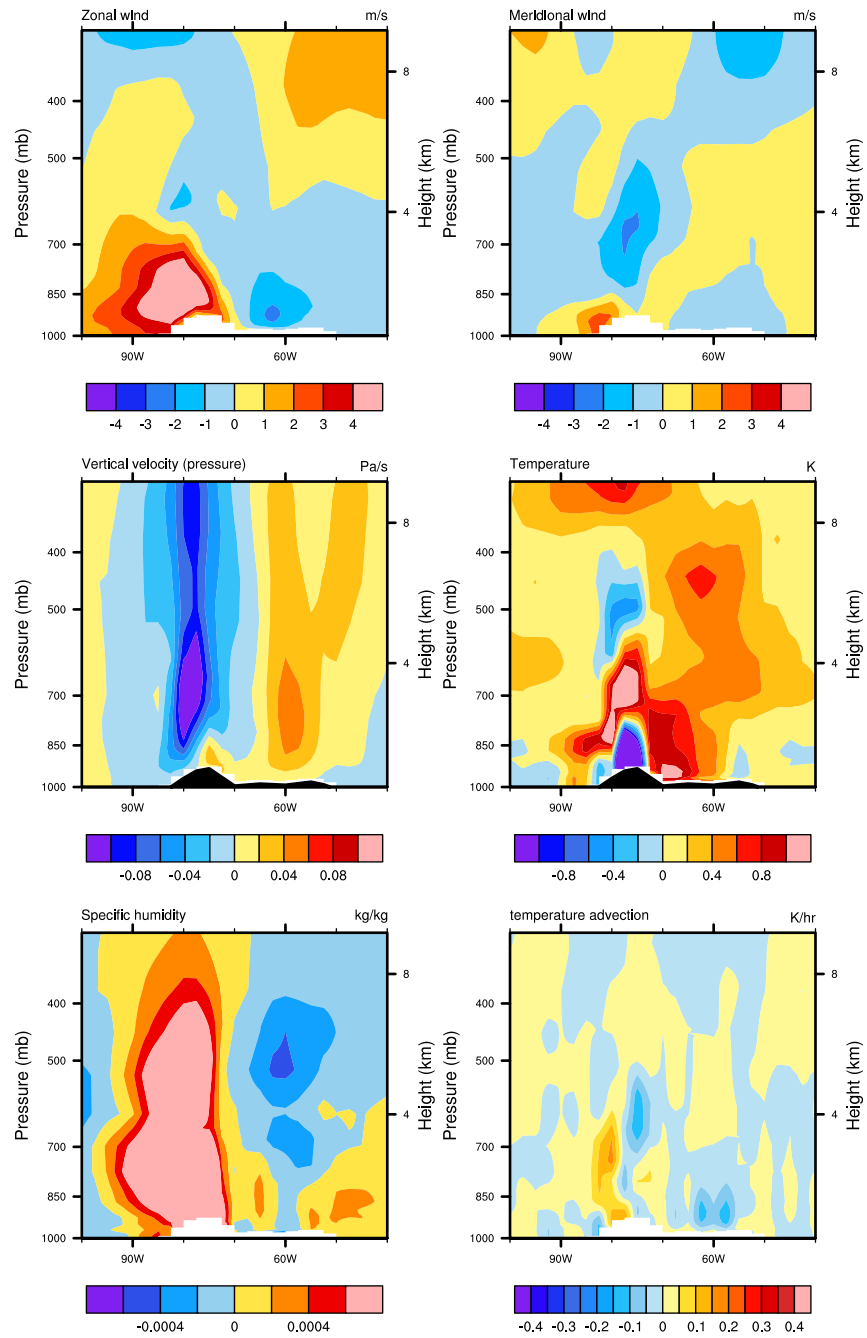 Zonal wind m/s
400
500
700
850
1000
Pressure (mb)
8
4
Height (km)
90W 60W
-4 -3 -2 -1 0 1 2 3 4
Meridional wind m/s
400
500
700
850
1000
Pressure (mb)
8
4
Height (km)
90W 60W
-4 -3 -2 -1 0 1 2 3 4
Vertical velocity (pressure) Pa/s
400
500
700
850
1000
Pressure (mb)
8
4
Height (km)
90W 60W
-0.08 -0.04 0 0.04 0.08
Temperature K
400
500
700
850
1000
Pressure (mb)
8
4
Height (km)
90W 60W
-0.8 -0.4 0 0.4 0.8
Specific humidity kg/kg
400
500
700
850
1000
Pressure (mb)
8
4
Height (km)
90W 60W
-0.0004 0 0.0004
temperature advection K/hr
400
500
700
850
1000
Pressure (mb)
8
4
Height (km)
90W 60W
-0.4 -0.3 -0.2 -0.1 0 0.1 0.2 0.3 0.4